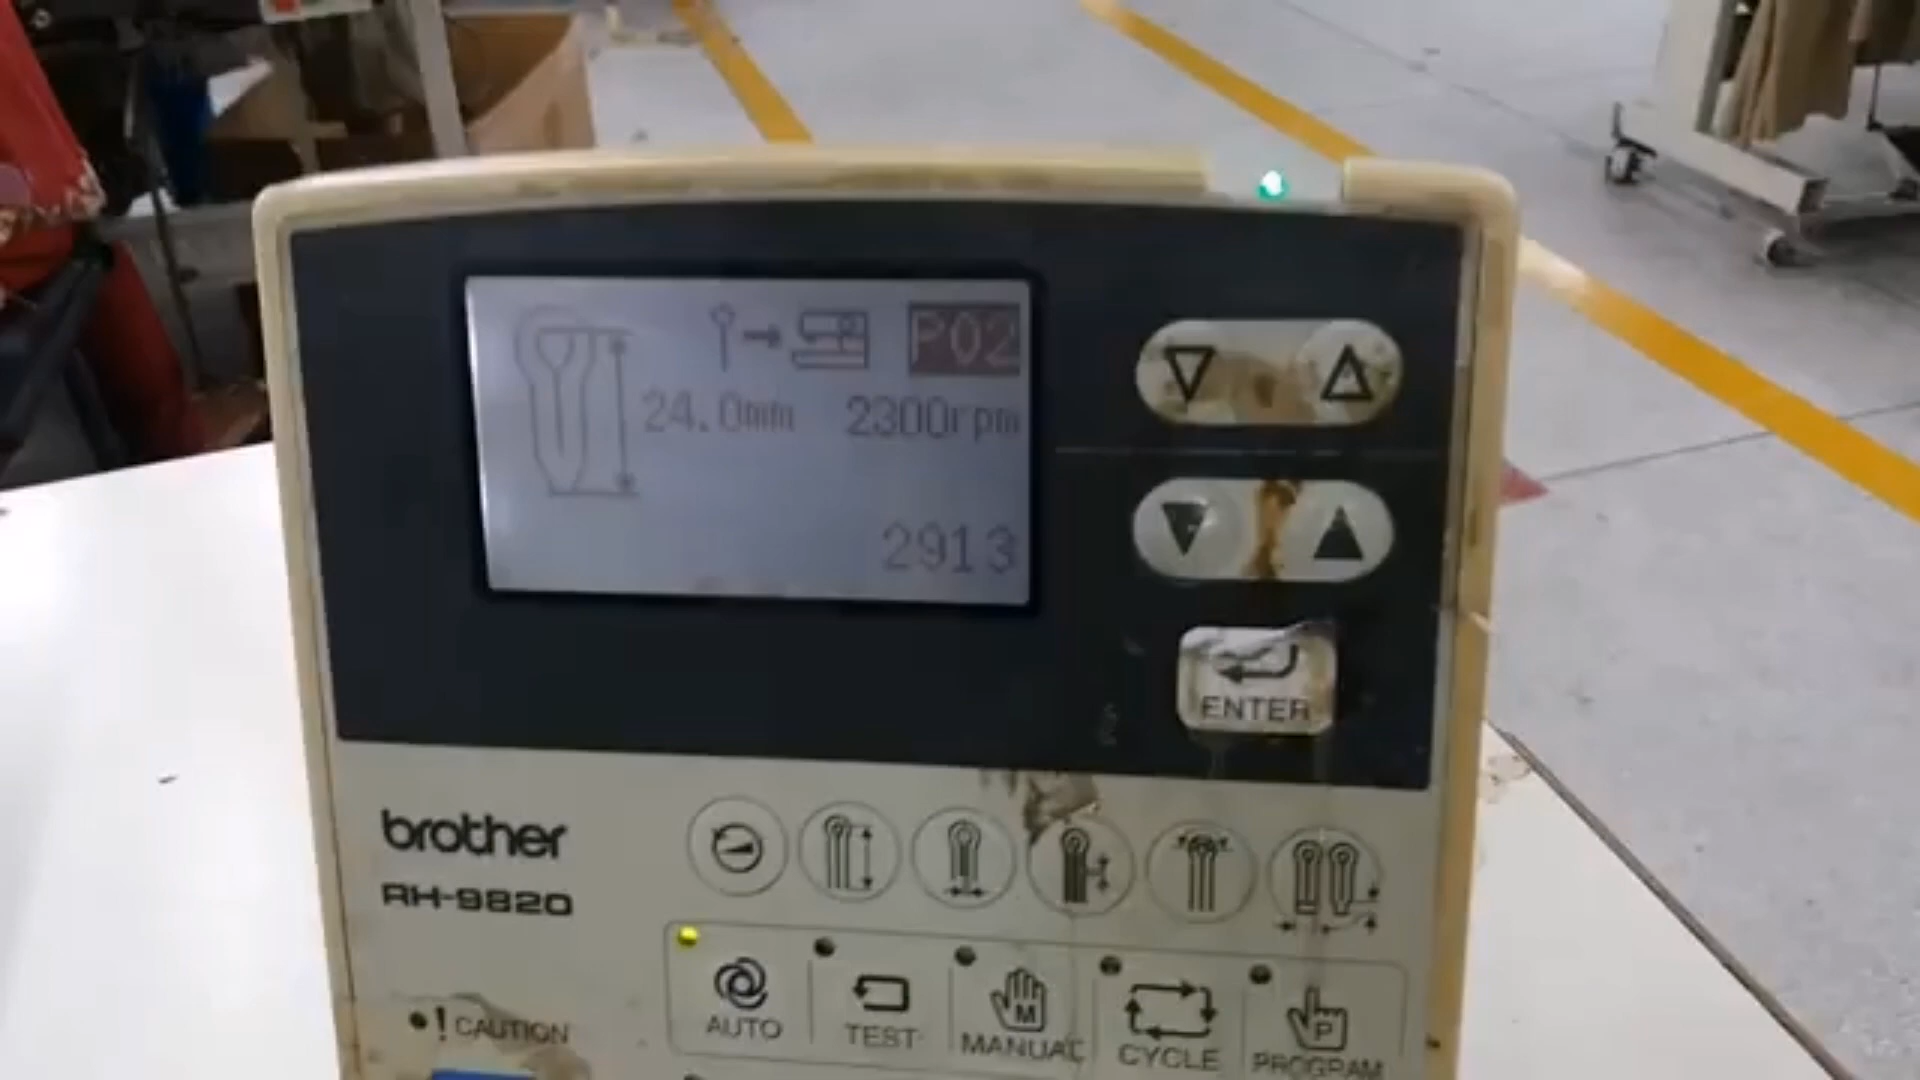 P02
24.0mm 2300rpm
2913
ENTER
brother
RH-9820
AUTO
TEST
MANUAL
CYCLE
PROGRAM
! CAUTION